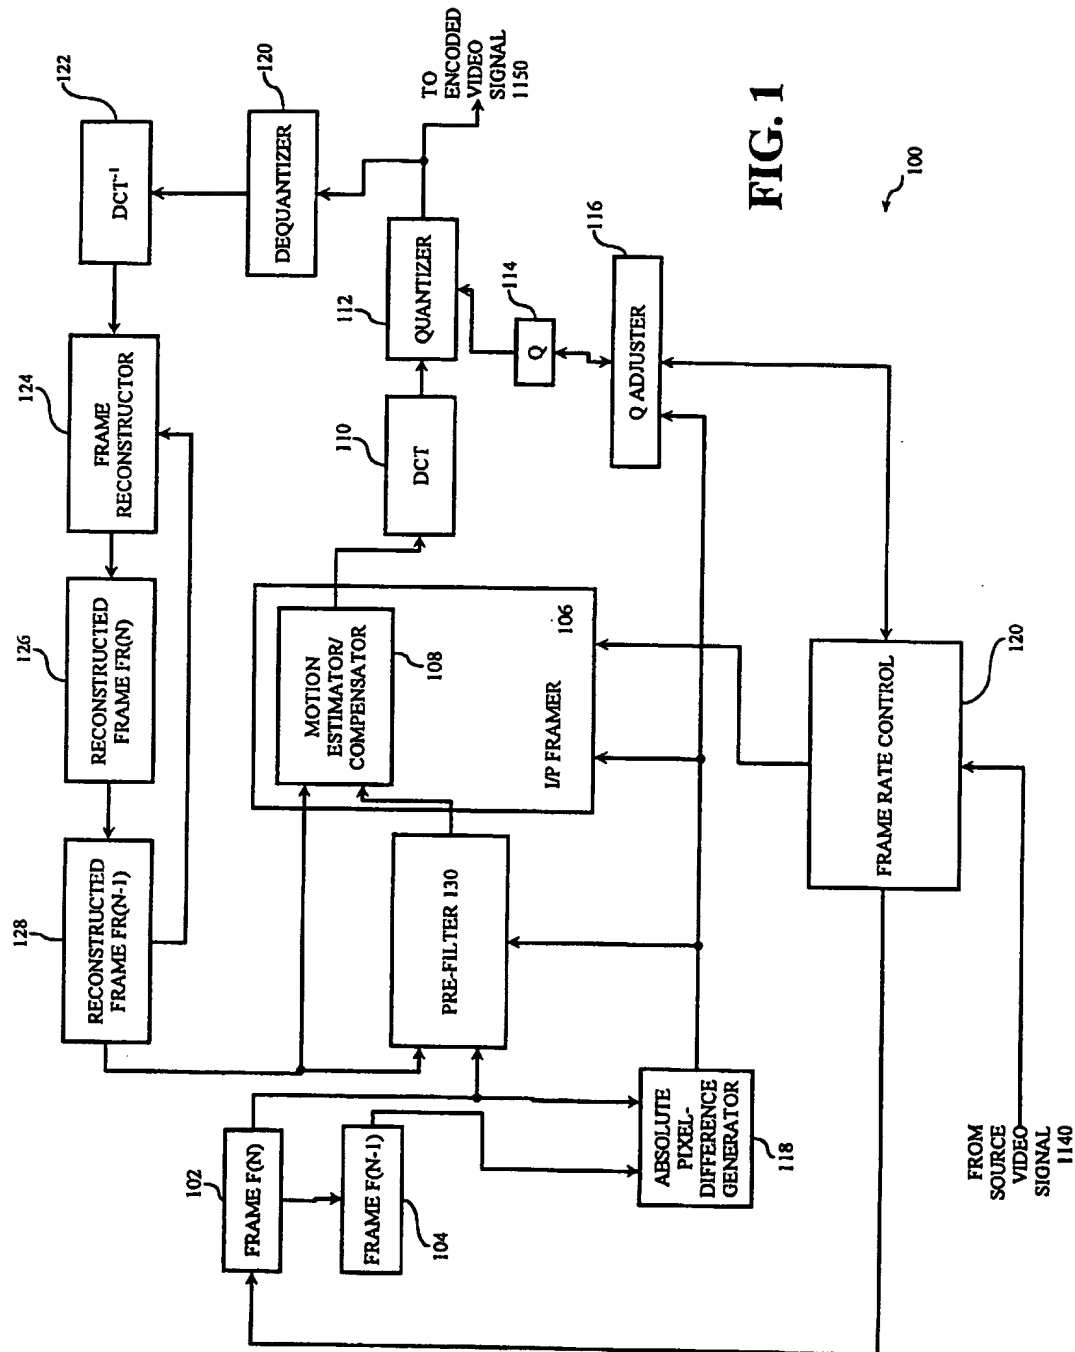 128
RECONSTRUCTED
FRAME FR(N-1)
126
RECONSTRUCTED
FRAME FR(N)
124
FRAME
RECONSTRUCTOR
122
DCT⁻¹
120
DEQUANTIZER
TO
ENCODED
VIDEO
SIGNAL
1150
102
FRAME F(N)
FRAME F(N-1)
104
PRE-FILTER 130
MOTION
ESTIMATOR/
COMPENSATOR
108
I/P FRAMER
106
110
DCT
112
QUANTIZER
114
Q
116
Q ADJUSTER
ABSOLUTE
PIXEL-
DIFFERENCE
GENERATOR
118
FRAME RATE CONTROL
120
FROM
SOURCE
VIDEO
SIGNAL
1140
FIG. 1
100